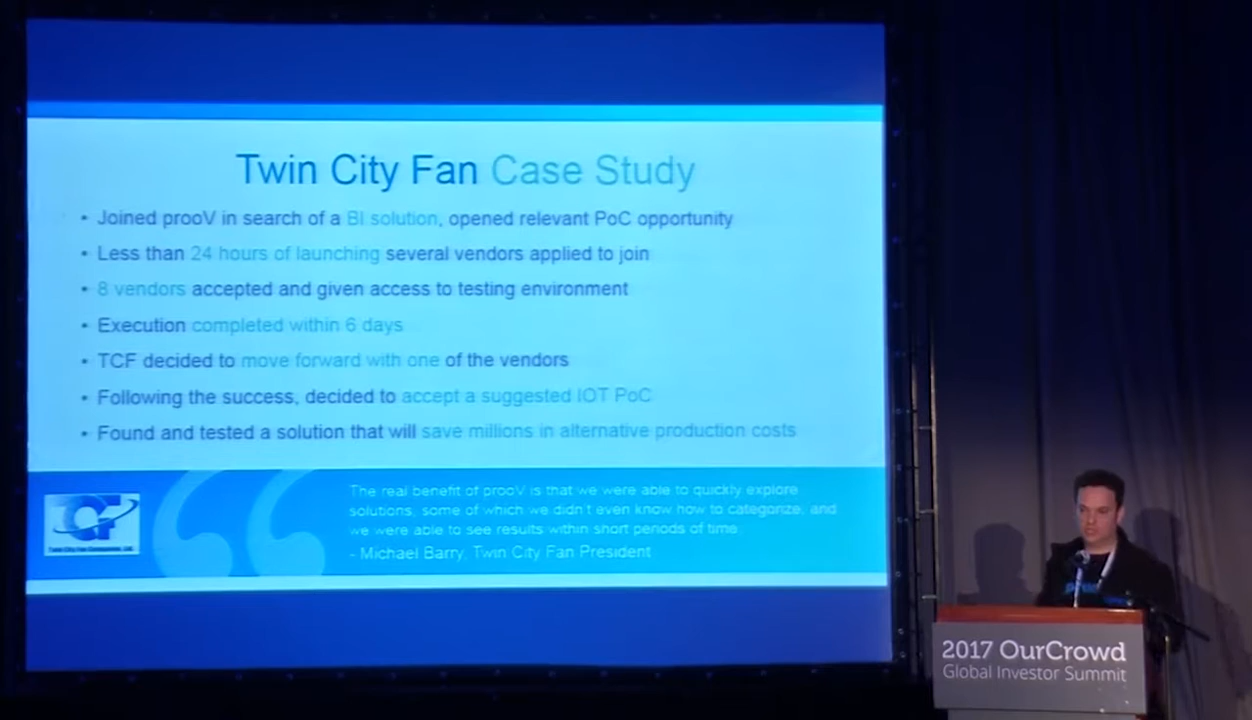 Twin City Fan Case Study
• Joined prooV in search of a BI solution, opened relevant PoC opportunity
• Less than 24 hours of launching several vendors applied to join
• 8 vendors accepted and given access to testing environment
• Execution completed within 6 days
• TCF decided to move forward with one of the vendors
• Following the success, decided to accept a suggested IOT PoC
• Found and tested a solution that will save millions in alternative production costs
The real benefit of prooV is that we were able to quickly explore
solutions, some of which we didn't even know how to categorize, and
we were able to see results within short periods of time.
- Michael Barry, Twin City Fan President
Twin City Fan Companies, Ltd.
2017 OurCrowd
Global Investor Summit